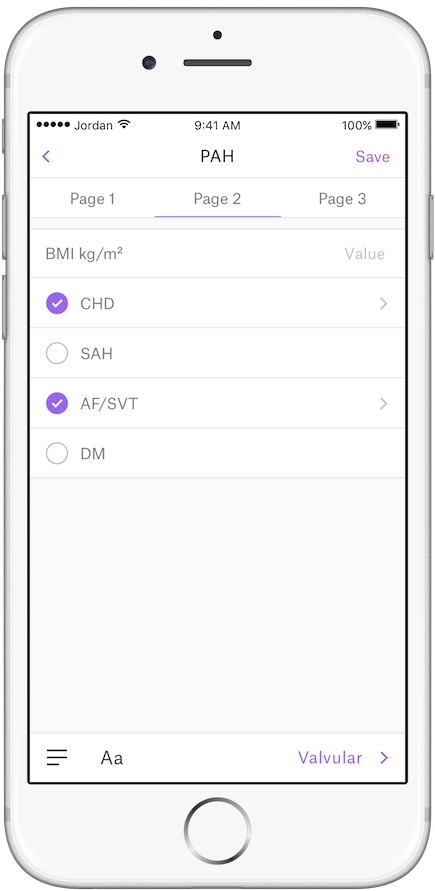 Jordan 9:41 AM 100%
PAH Save
Page 1 Page 2 Page 3
BMI kg/m² Value
CHD
SAH
AF/SVT
DM
Aa Valvular